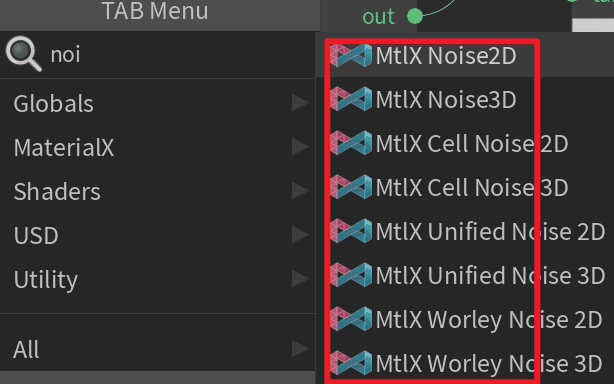 TAB Menu
out
noi
Globals
MaterialX
Shaders
USD
Utility
All
MtlX Noise2D
MtlX Noise3D
MtlX Cell Noise 2D
MtlX Cell Noise 3D
MtlX Unified Noise 2D
MtlX Unified Noise 3D
MtlX Worley Noise 2D
MtlX Worley Noise 3D